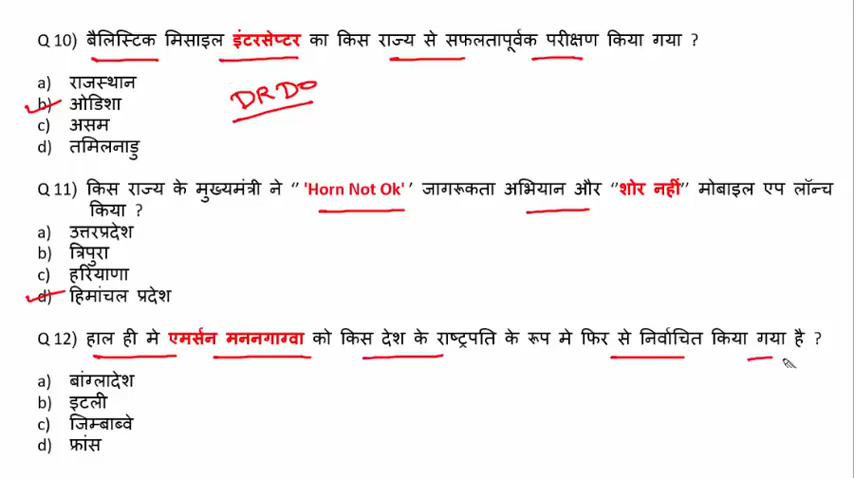 Q 10) बैलिस्टिक मिसाइल इंटरसेप्टर का किस राज्य से सफलतापूर्वक परीक्षण किया गया ?
a) राजस्थान
b) ओडिशा
DRDO
c) असम
d) तमिलनाडु
Q 11) किस राज्य के मुख्यमंत्री ने “ 'Horn Not Ok' ’ जागरूकता अभियान और “शोर नहीं” मोबाइल एप लॉन्च
किया ?
a) उत्तरप्रदेश
b) त्रिपुरा
c) हरियाणा
d) हिमांचल प्रदेश
Q 12) हाल ही मे एमर्सन मननगाग्वा को किस देश के राष्ट्रपति के रूप मे फिर से निर्वाचित किया गया है ?
a) बांग्लादेश
b) इटली
c) जिम्बाब्वे
d) फ्रांस